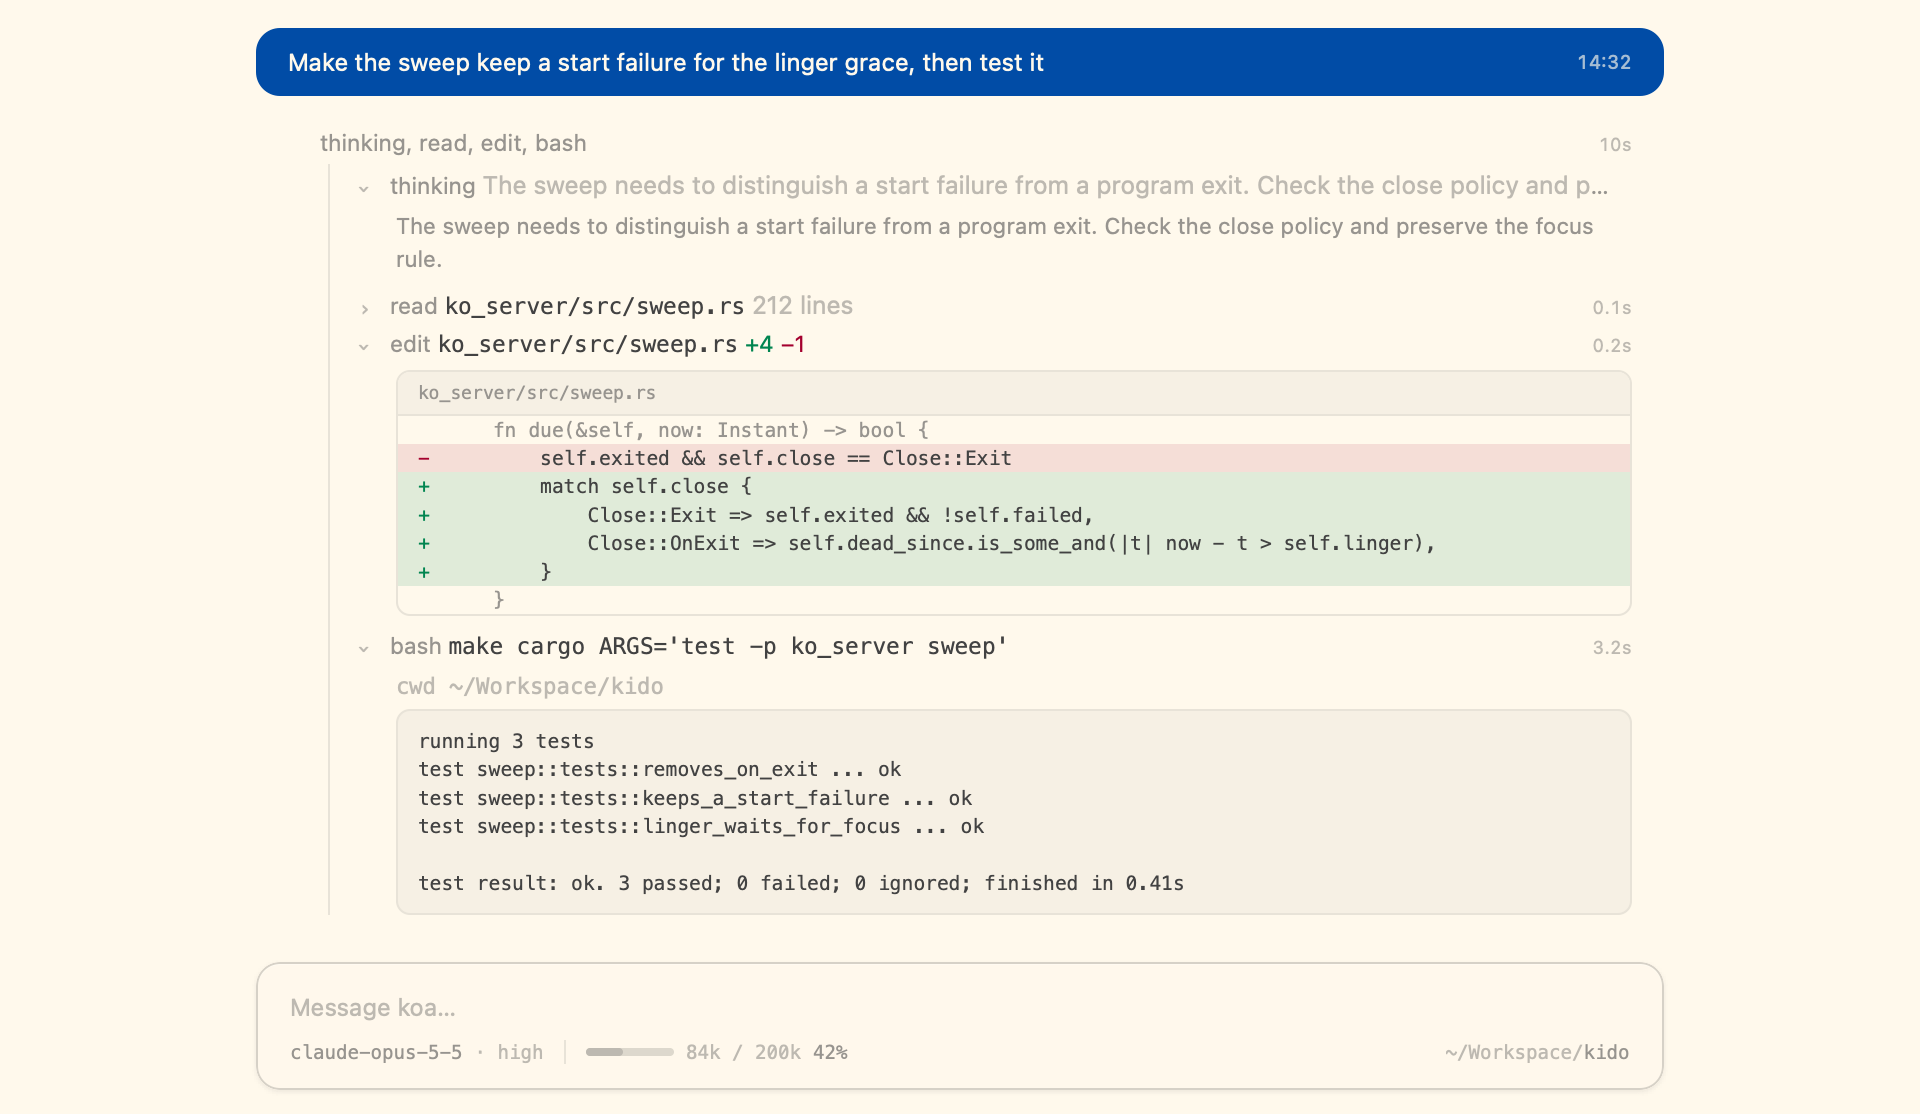 Make the sweep keep a start failure for the linger grace, then test it 14:32
thinking, read, edit, bash 10s
thinking The sweep needs to distinguish a start failure from a program exit. Check the close policy and p...
The sweep needs to distinguish a start failure from a program exit. Check the close policy and preserve the focus
rule.
read ko_server/src/sweep.rs 212 lines 0.1s
edit ko_server/src/sweep.rs +4 −1 0.2s
ko_server/src/sweep.rs
fn due(&self, now: Instant) -> bool {
−         self.exited && self.close == Close::Exit
+         match self.close {
+             Close::Exit => self.exited && !self.failed,
+             Close::OnExit => self.dead_since.is_some_and(|t| now - t > self.linger),
+         }
}
bash make cargo ARGS='test -p ko_server sweep' 3.2s
cwd ~/Workspace/kido
running 3 tests
test sweep::tests::removes_on_exit ... ok
test sweep::tests::keeps_a_start_failure ... ok
test sweep::tests::linger_waits_for_focus ... ok
test result: ok. 3 passed; 0 failed; 0 ignored; finished in 0.41s
Message koa...
claude-opus-5-5 · high 84k / 200k 42% ~/Workspace/kido